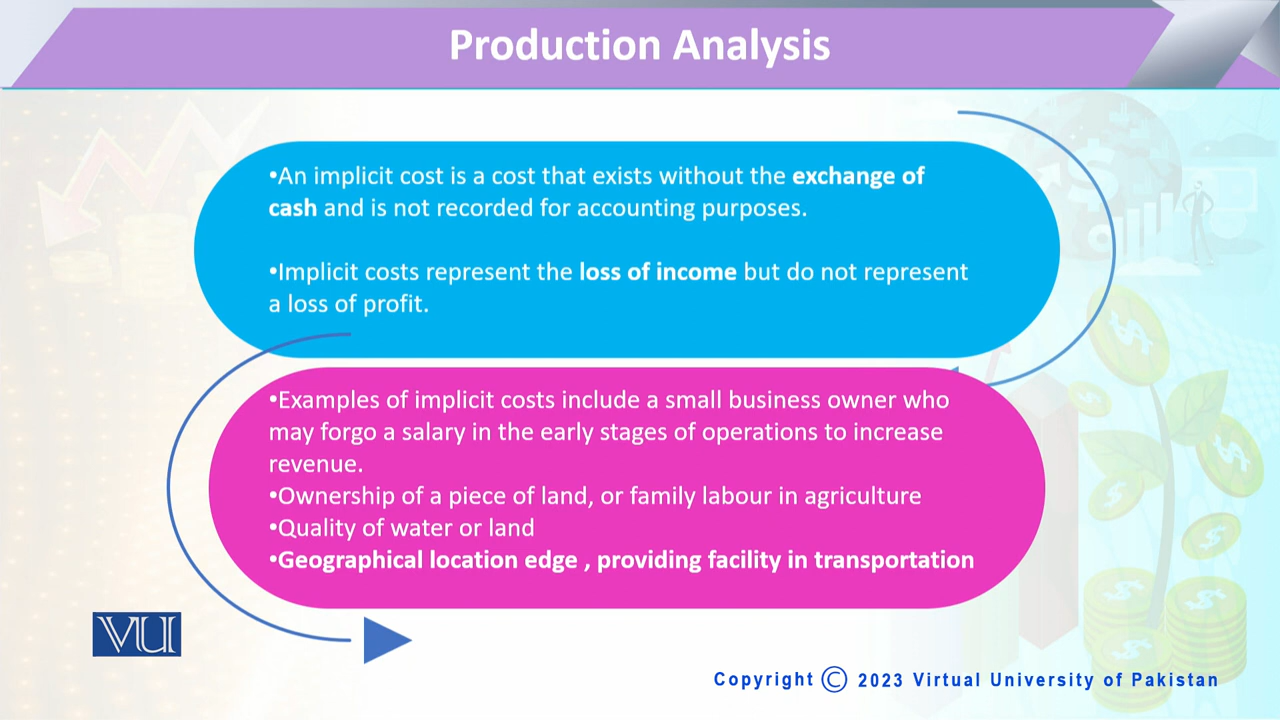 Production Analysis
•An implicit cost is a cost that exists without the exchange of
cash and is not recorded for accounting purposes.
•Implicit costs represent the loss of income but do not represent
a loss of profit.
•Examples of implicit costs include a small business owner who
may forgo a salary in the early stages of operations to increase
revenue.
•Ownership of a piece of land, or family labour in agriculture
•Quality of water or land
•Geographical location edge , providing facility in transportation
VU
Copyright © 2023 Virtual University of Pakistan